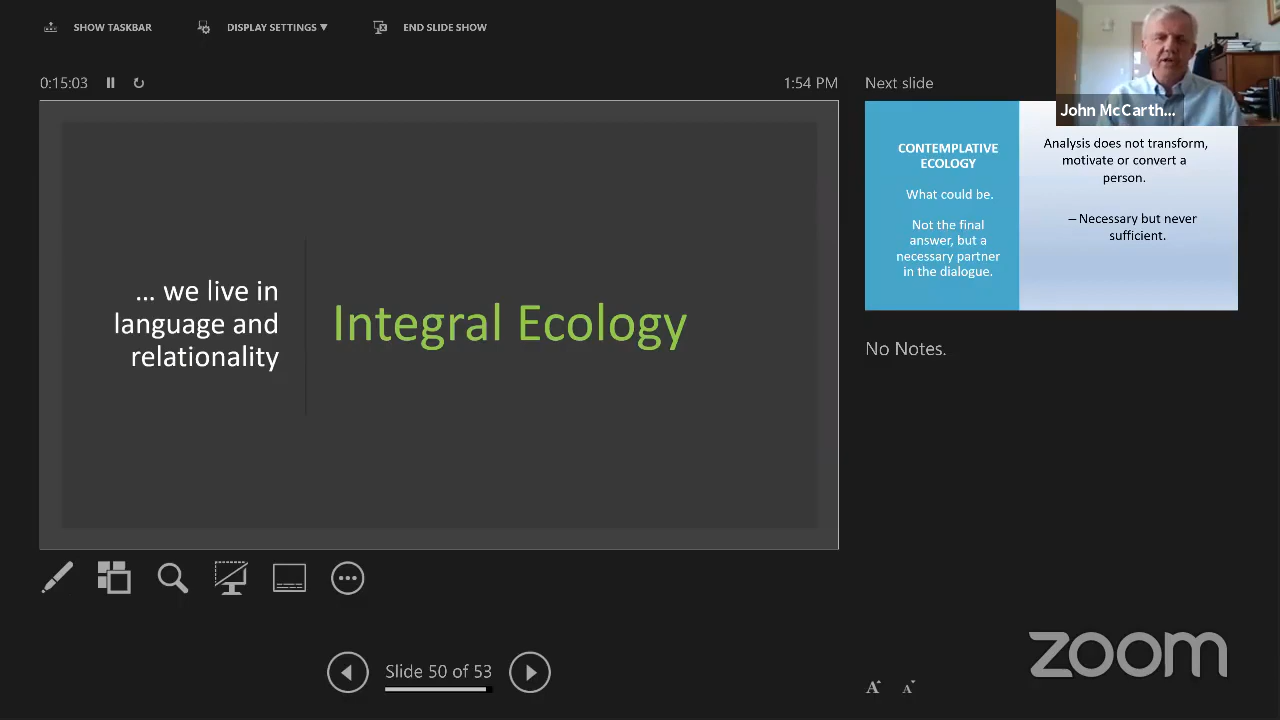 SHOW TASKBAR
DISPLAY SETTINGS ▼
END SLIDE SHOW
0:15:03
1:54 PM
Next slide
John McCarth...
... we live in
language and
relationality
Integral Ecology
CONTEMPLATIVE
ECOLOGY
What could be.
Not the final
answer, but a
necessary partner
in the dialogue.
Analysis does not transform,
motivate or convert a
person.
– Necessary but never
sufficient.
No Notes.
Slide 50 of 53
A A
zoom